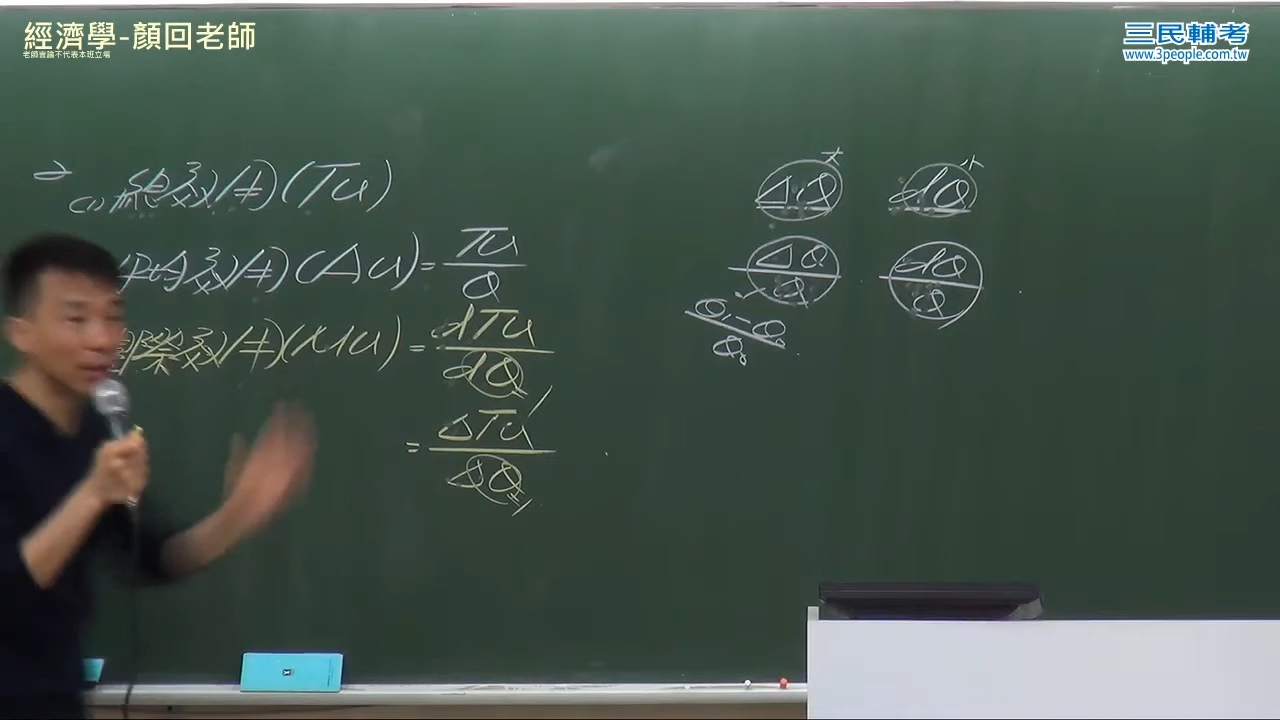 經濟學-顏回老師
老師言論不代表本班立場
三民輔考
www.3people.com.tw
⇒ (1) 總效用(Tu)
平均效用(Au) = Tu/Q
際效用(Mu) = dTu/dQ
= ΔTu/ΔQ
大 小
ΔQ dQ
ΔQ/Q dQ/Q
Q₁-Q₀/Q₀